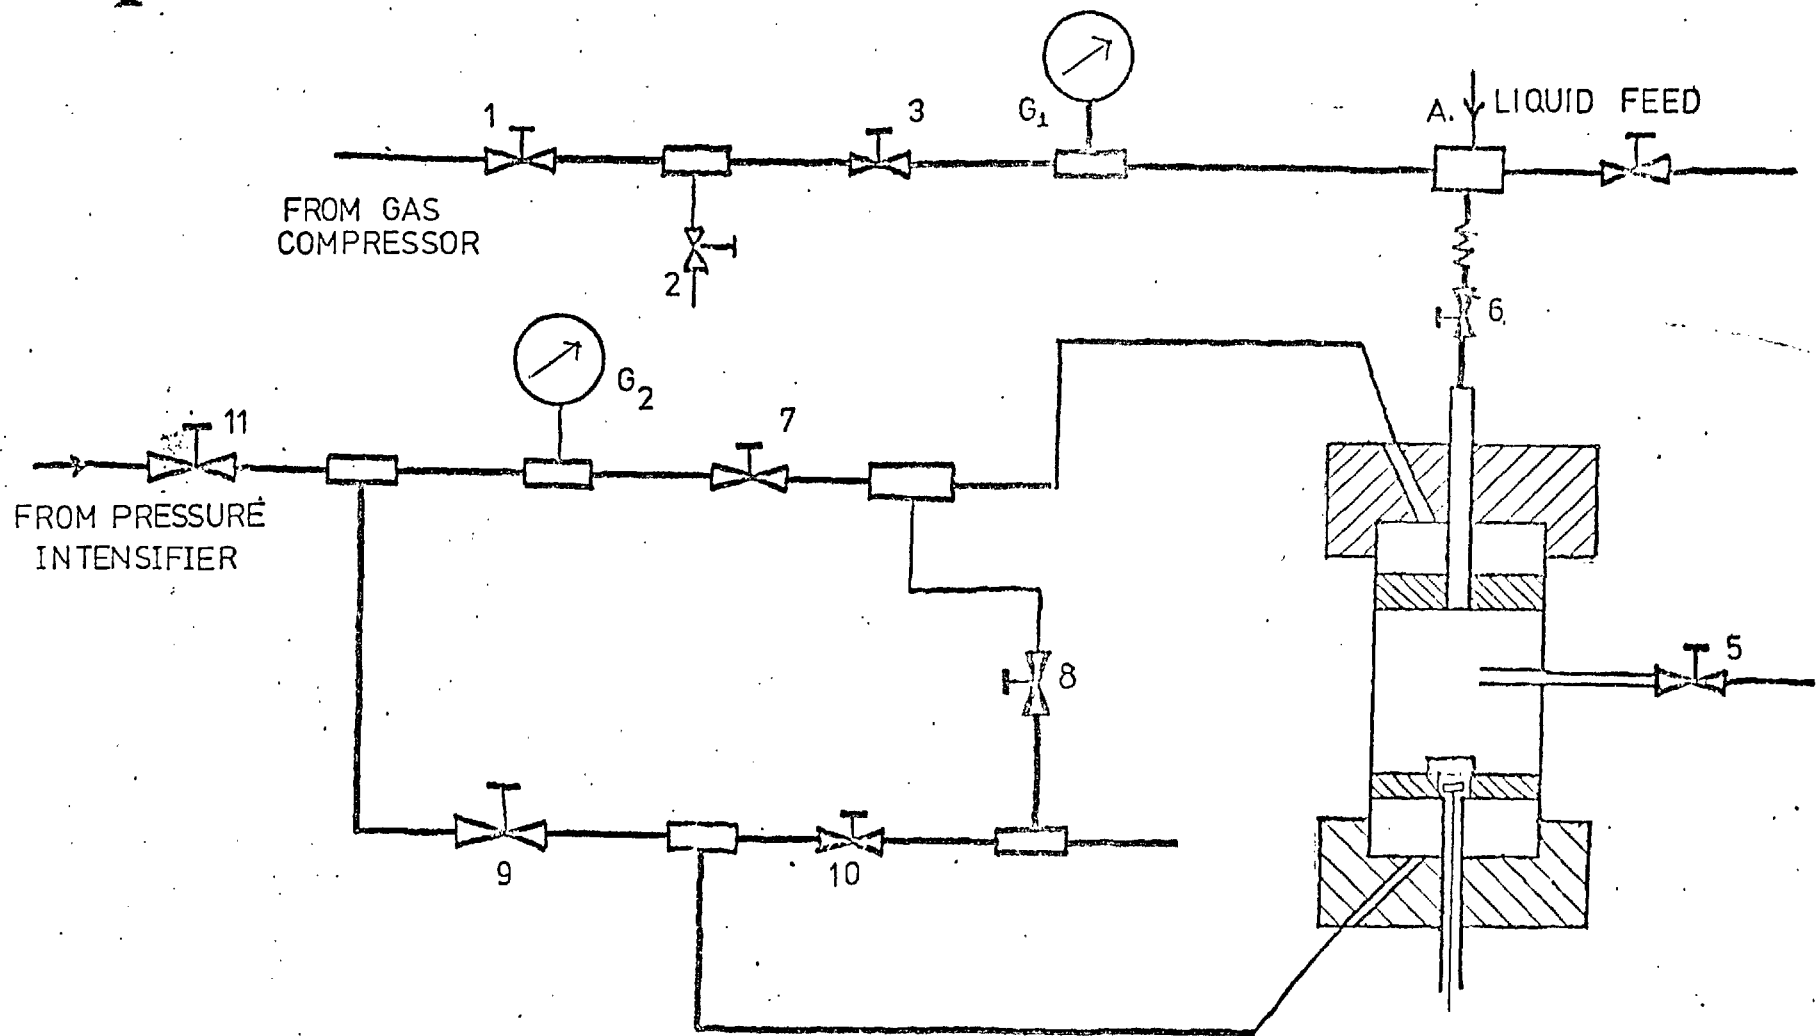 1
3
G₁
A. LIQUID FEED
FROM GAS
COMPRESSOR
2
6.
G₂
11
7
FROM PRESSURE
INTENSIFIER
5
8
9
10